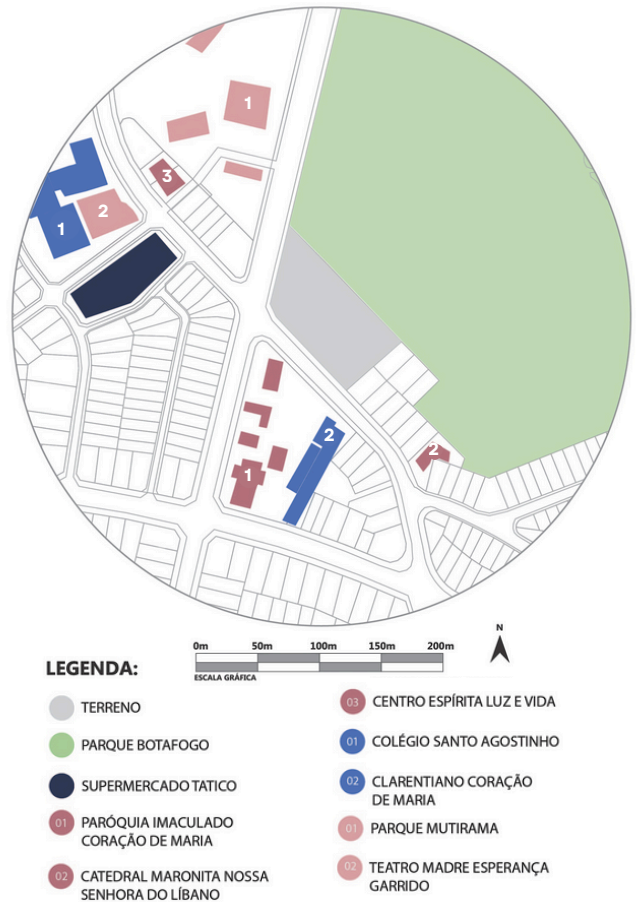 1
3
2
1
2
2
1
N
0m 50m 100m 150m 200m
ESCALA GRÁFICA
LEGENDA:
TERRENO
PARQUE BOTAFOGO
SUPERMERCADO TATICO
01 PARÓQUIA IMACULADO
CORAÇÃO DE MARIA
02 CATEDRAL MARONITA NOSSA
SENHORA DO LÍBANO
03 CENTRO ESPÍRITA LUZ E VIDA
01 COLÉGIO SANTO AGOSTINHO
02 CLARENTIANO CORAÇÃO
DE MARIA
01 PARQUE MUTIRAMA
02 TEATRO MADRE ESPERANÇA
GARRIDO